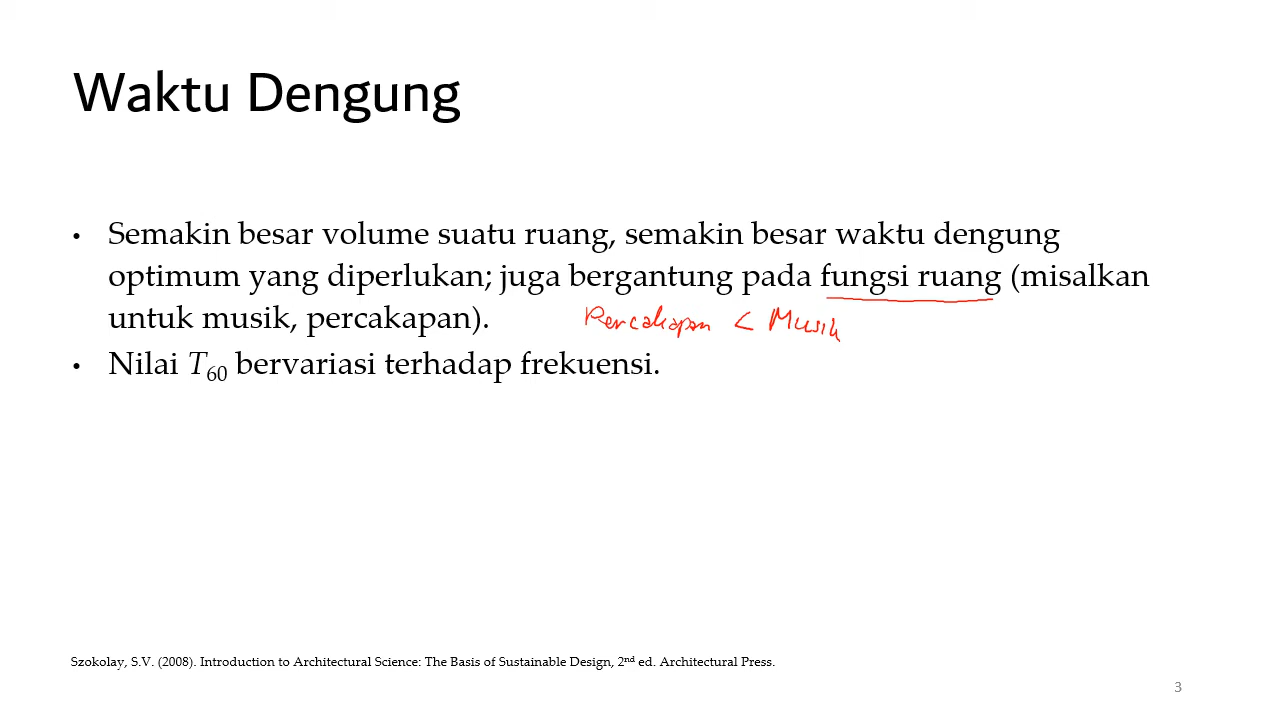 Waktu Dengung
• Semakin besar volume suatu ruang, semakin besar waktu dengung
optimum yang diperlukan; juga bergantung pada fungsi ruang (misalkan
untuk musik, percakapan).
Percakapan < Musik
• Nilai T60 bervariasi terhadap frekuensi.
Szokolay, S.V. (2008). Introduction to Architectural Science: The Basis of Sustainable Design, 2nd ed. Architectural Press.
3